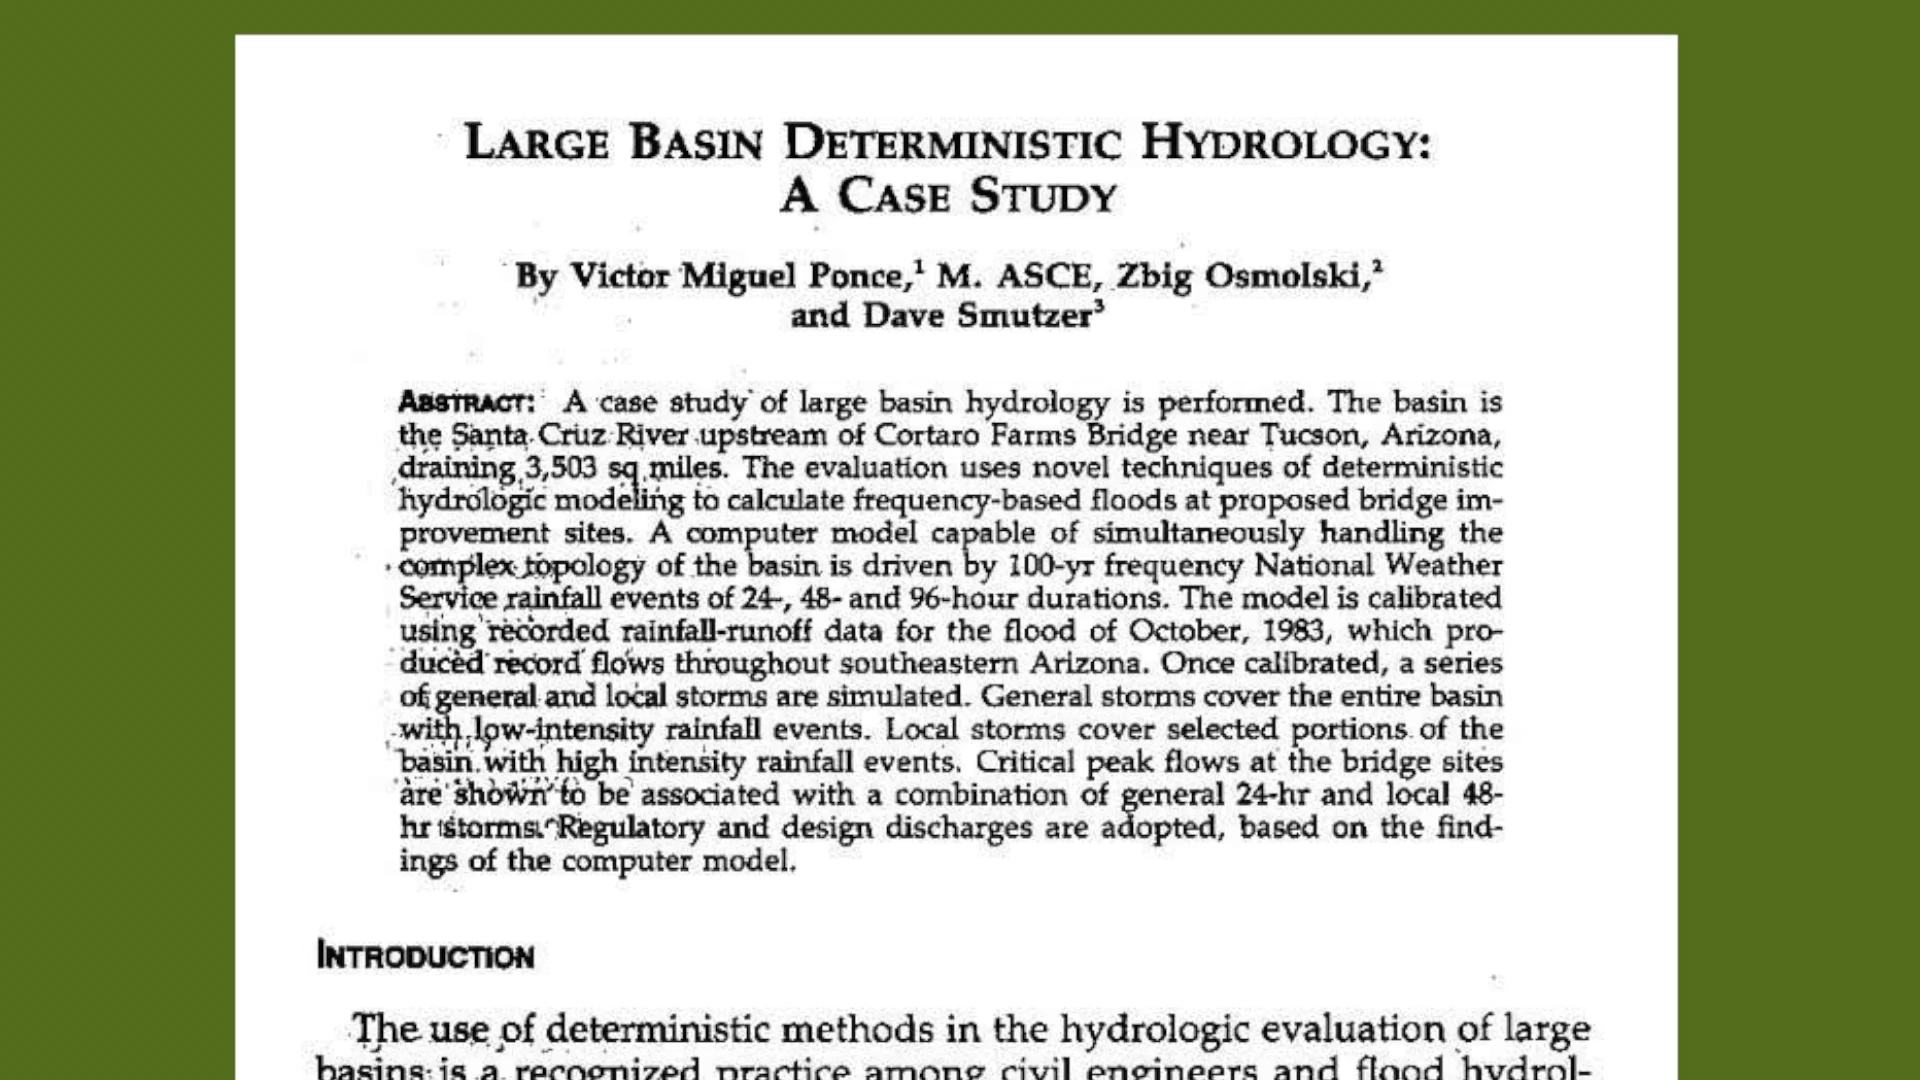 LARGE BASIN DETERMINISTIC HYDROLOGY:
A CASE STUDY
By Victor Miguel Ponce,¹ M. ASCE, Zbig Osmolski,²
and Dave Smutzer³
ABSTRACT: A case study of large basin hydrology is performed. The basin is
the Santa Cruz River upstream of Cortaro Farms Bridge near Tucson, Arizona,
draining 3,503 sq miles. The evaluation uses novel techniques of deterministic
hydrologic modeling to calculate frequency-based floods at proposed bridge im-
provement sites. A computer model capable of simultaneously handling the
complex topology of the basin is driven by 100-yr frequency National Weather
Service rainfall events of 24-, 48- and 96-hour durations. The model is calibrated
using recorded rainfall-runoff data for the flood of October, 1983, which pro-
duced record flows throughout southeastern Arizona. Once calibrated, a series
of general and local storms are simulated. General storms cover the entire basin
with low-intensity rainfall events. Local storms cover selected portions of the
basin with high intensity rainfall events. Critical peak flows at the bridge sites
are shown to be associated with a combination of general 24-hr and local 48-
hr storms. Regulatory and design discharges are adopted, based on the find-
ings of the computer model.
INTRODUCTION
The use of deterministic methods in the hydrologic evaluation of large
basins is a recognized practice among civil engineers and flood hydrol-